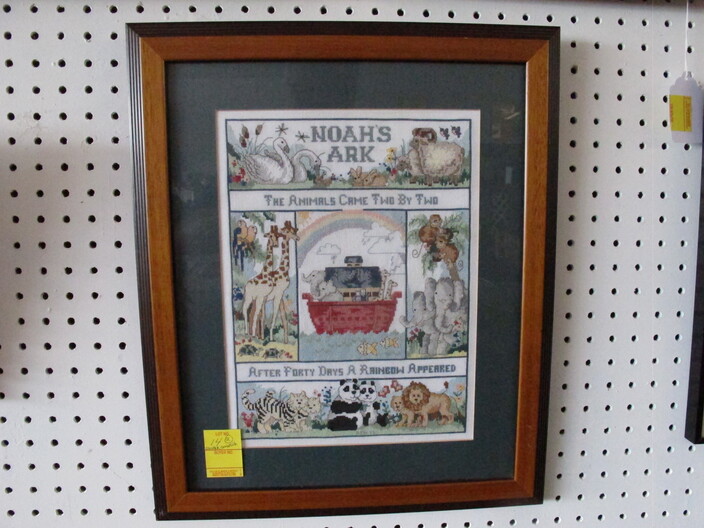 NOAH'S
ARK
THE ANIMALS CAME TWO BY TWO
AFTER FORTY DAYS A RAINBOW APPEARED